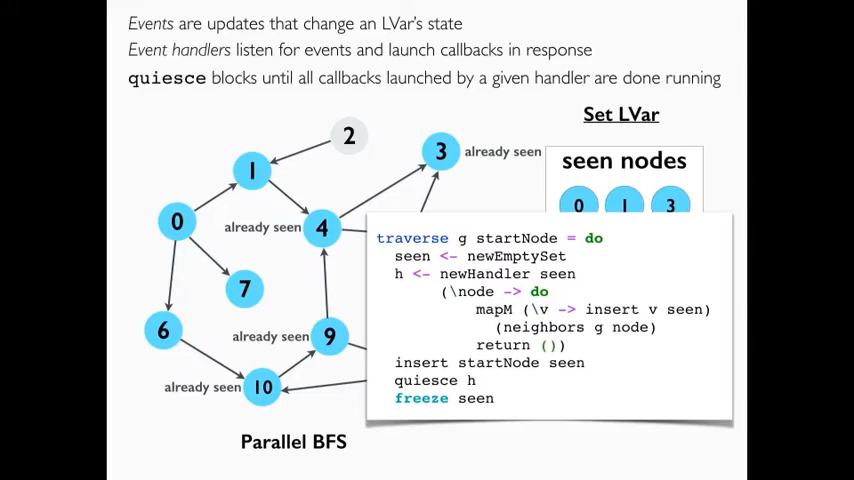 Events are updates that change an LVar's state
Event handlers listen for events and launch callbacks in response
quiesce blocks until all callbacks launched by a given handler are done running
Set LVar
2
3 already seen
seen nodes
1
0 1 3
0
already seen 4
traverse g startNode = do
seen <- newEmptySet
h <- newHandler seen
(\node -> do
mapM (\v -> insert v seen)
(neighbors g node)
return ())
insert startNode seen
quiesce h
freeze seen
7
6
already seen 9
already seen 10
Parallel BFS